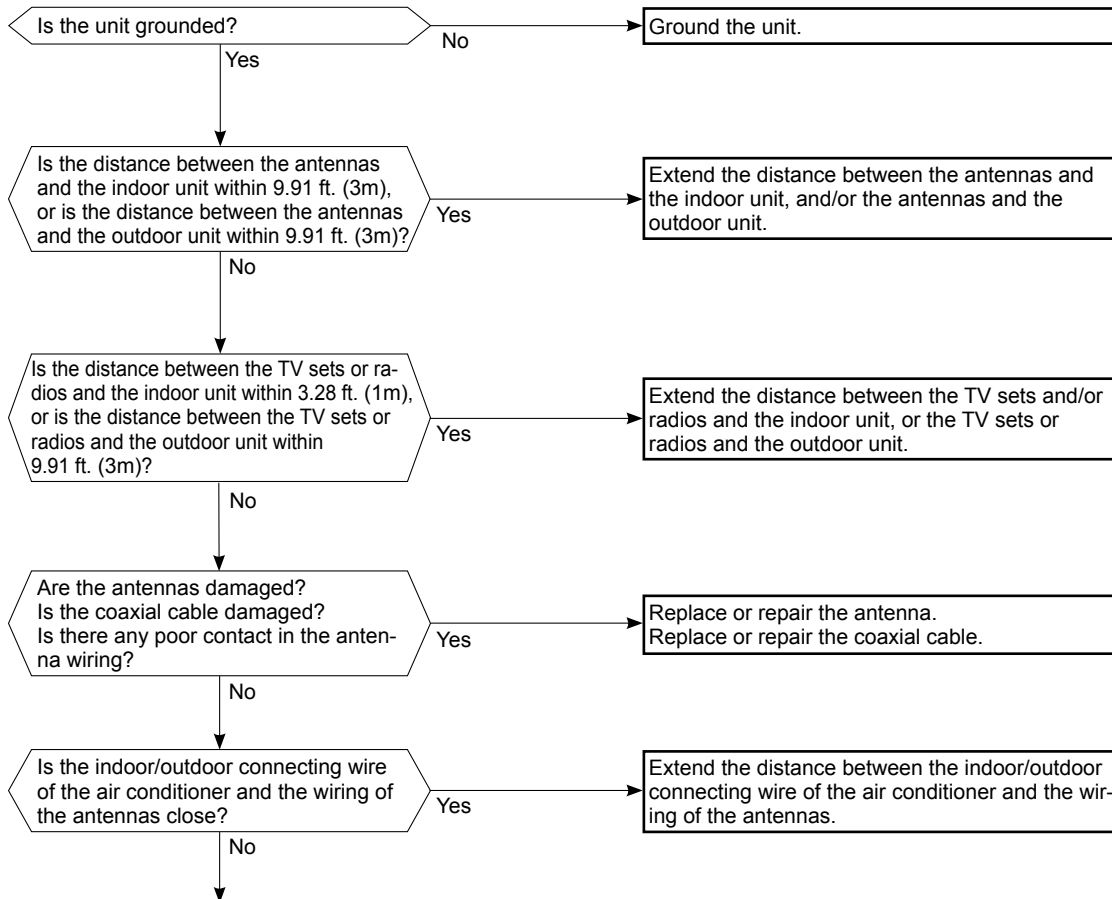 Is the unit grounded?
No
Ground the unit.
Yes
Is the distance between the antennas
and the indoor unit within 9.91 ft. (3m),
or is the distance between the antennas
and the outdoor unit within 9.91 ft. (3m)?
Yes
Extend the distance between the antennas and
the indoor unit, and/or the antennas and the
outdoor unit.
No
Is the distance between the TV sets or ra-
dios and the indoor unit within 3.28 ft. (1m),
or is the distance between the TV sets or
radios and the outdoor unit within
9.91 ft. (3m)?
Yes
Extend the distance between the TV sets and/or
radios and the indoor unit, or the TV sets or
radios and the outdoor unit.
No
Are the antennas damaged?
Is the coaxial cable damaged?
Is there any poor contact in the anten-
na wiring?
Yes
Replace or repair the antenna.
Replace or repair the coaxial cable.
No
Is the indoor/outdoor connecting wire
of the air conditioner and the wiring of
the antennas close?
Yes
Extend the distance between the indoor/outdoor
connecting wire of the air conditioner and the wir-
ing of the antennas.
No